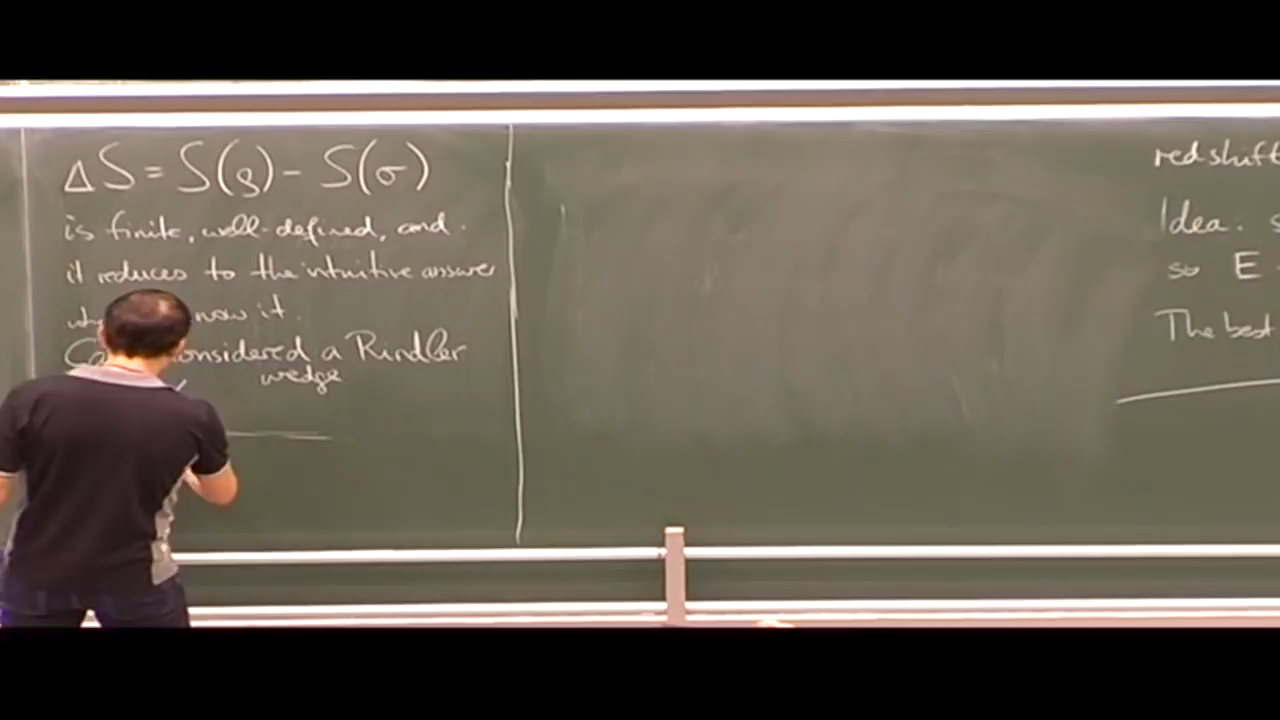 ΔS = S(ρ) - S(σ)
is finite, well-defined, and
it reduces to the intuitive answer
now it.
considered a Rindler
wedge
redshift
Idea.
so E
The best